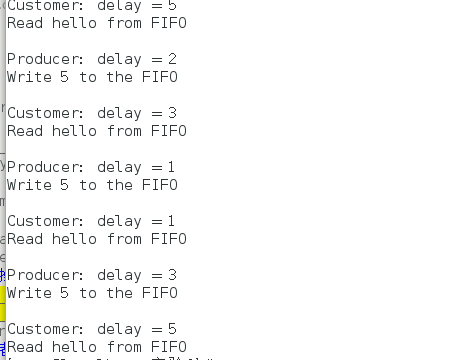 Customer: delay = 5
Read hello from FIFO
Producer: delay = 2
Write 5 to the FIFO
Customer: delay = 3
Read hello from FIFO
Producer: delay = 1
Write 5 to the FIFO
Customer: delay = 1
Read hello from FIFO
Producer: delay = 3
Write 5 to the FIFO
Customer: delay = 5
Read hello from FIFO